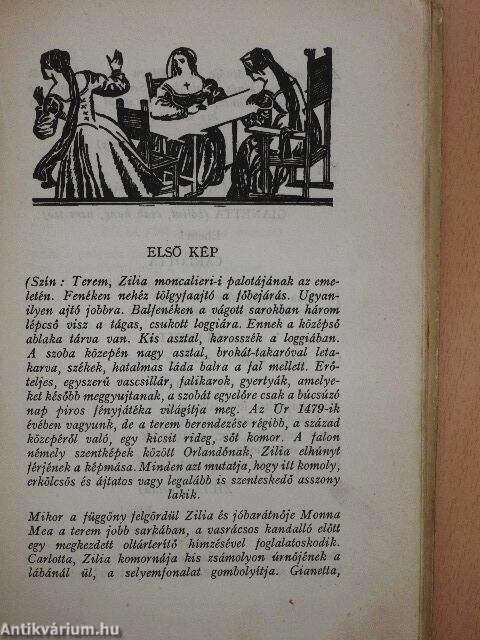 ELSŐ KÉP
(Szín : Terem, Zilia moncalieri-i palotájának az eme-
letén. Fenéken nehéz tölgyfaajtó a főbejárás. Ugyan-
ilyen ajtó jobbra. Balfenéken a vágott sarokban három
lépcső visz a tágas, csukott loggiára. Ennek a középső
ablaka tárva van. Kis asztal, karosszék a loggiában.
A szoba közepén nagy asztal, brokát-takaróval leta-
karva, székek, hatalmas láda balra a fal mellett. Erő-
teljes, egyszerű vascsillár, falikarok, gyertyák, amelye-
ket később meggyujtanak, a szobát egyelőre csak a búcsúzó
nap piros fényjátéka világítja meg. Az Úr 1479-ik
évében vagyunk, de a terem berendezése régibb, a század
közepéről való, egy kicsit rideg, sőt komor. A falon
némely szentképek között Orlandónak, Zilia elhúnyt
férjének a képmása. Minden azt mutatja, hogy itt komoly,
erkölcsös és ájtatos vagy legalább is szenteskedő asszony
lakik.
Mikor a függöny felgördül Zilia és jóbarátnője Monna
Mea a terem jobb sarkában, a vasrácsos kandalló előtt
egy megkezdett oltárterítő hímzésével foglalatoskodik.
Carlotta, Zilia komornája kis zsámolyon úrnőjének a
lábánál ül, a selyemfonalat gombolyítja. Gianetta,
Antikvárium.hu